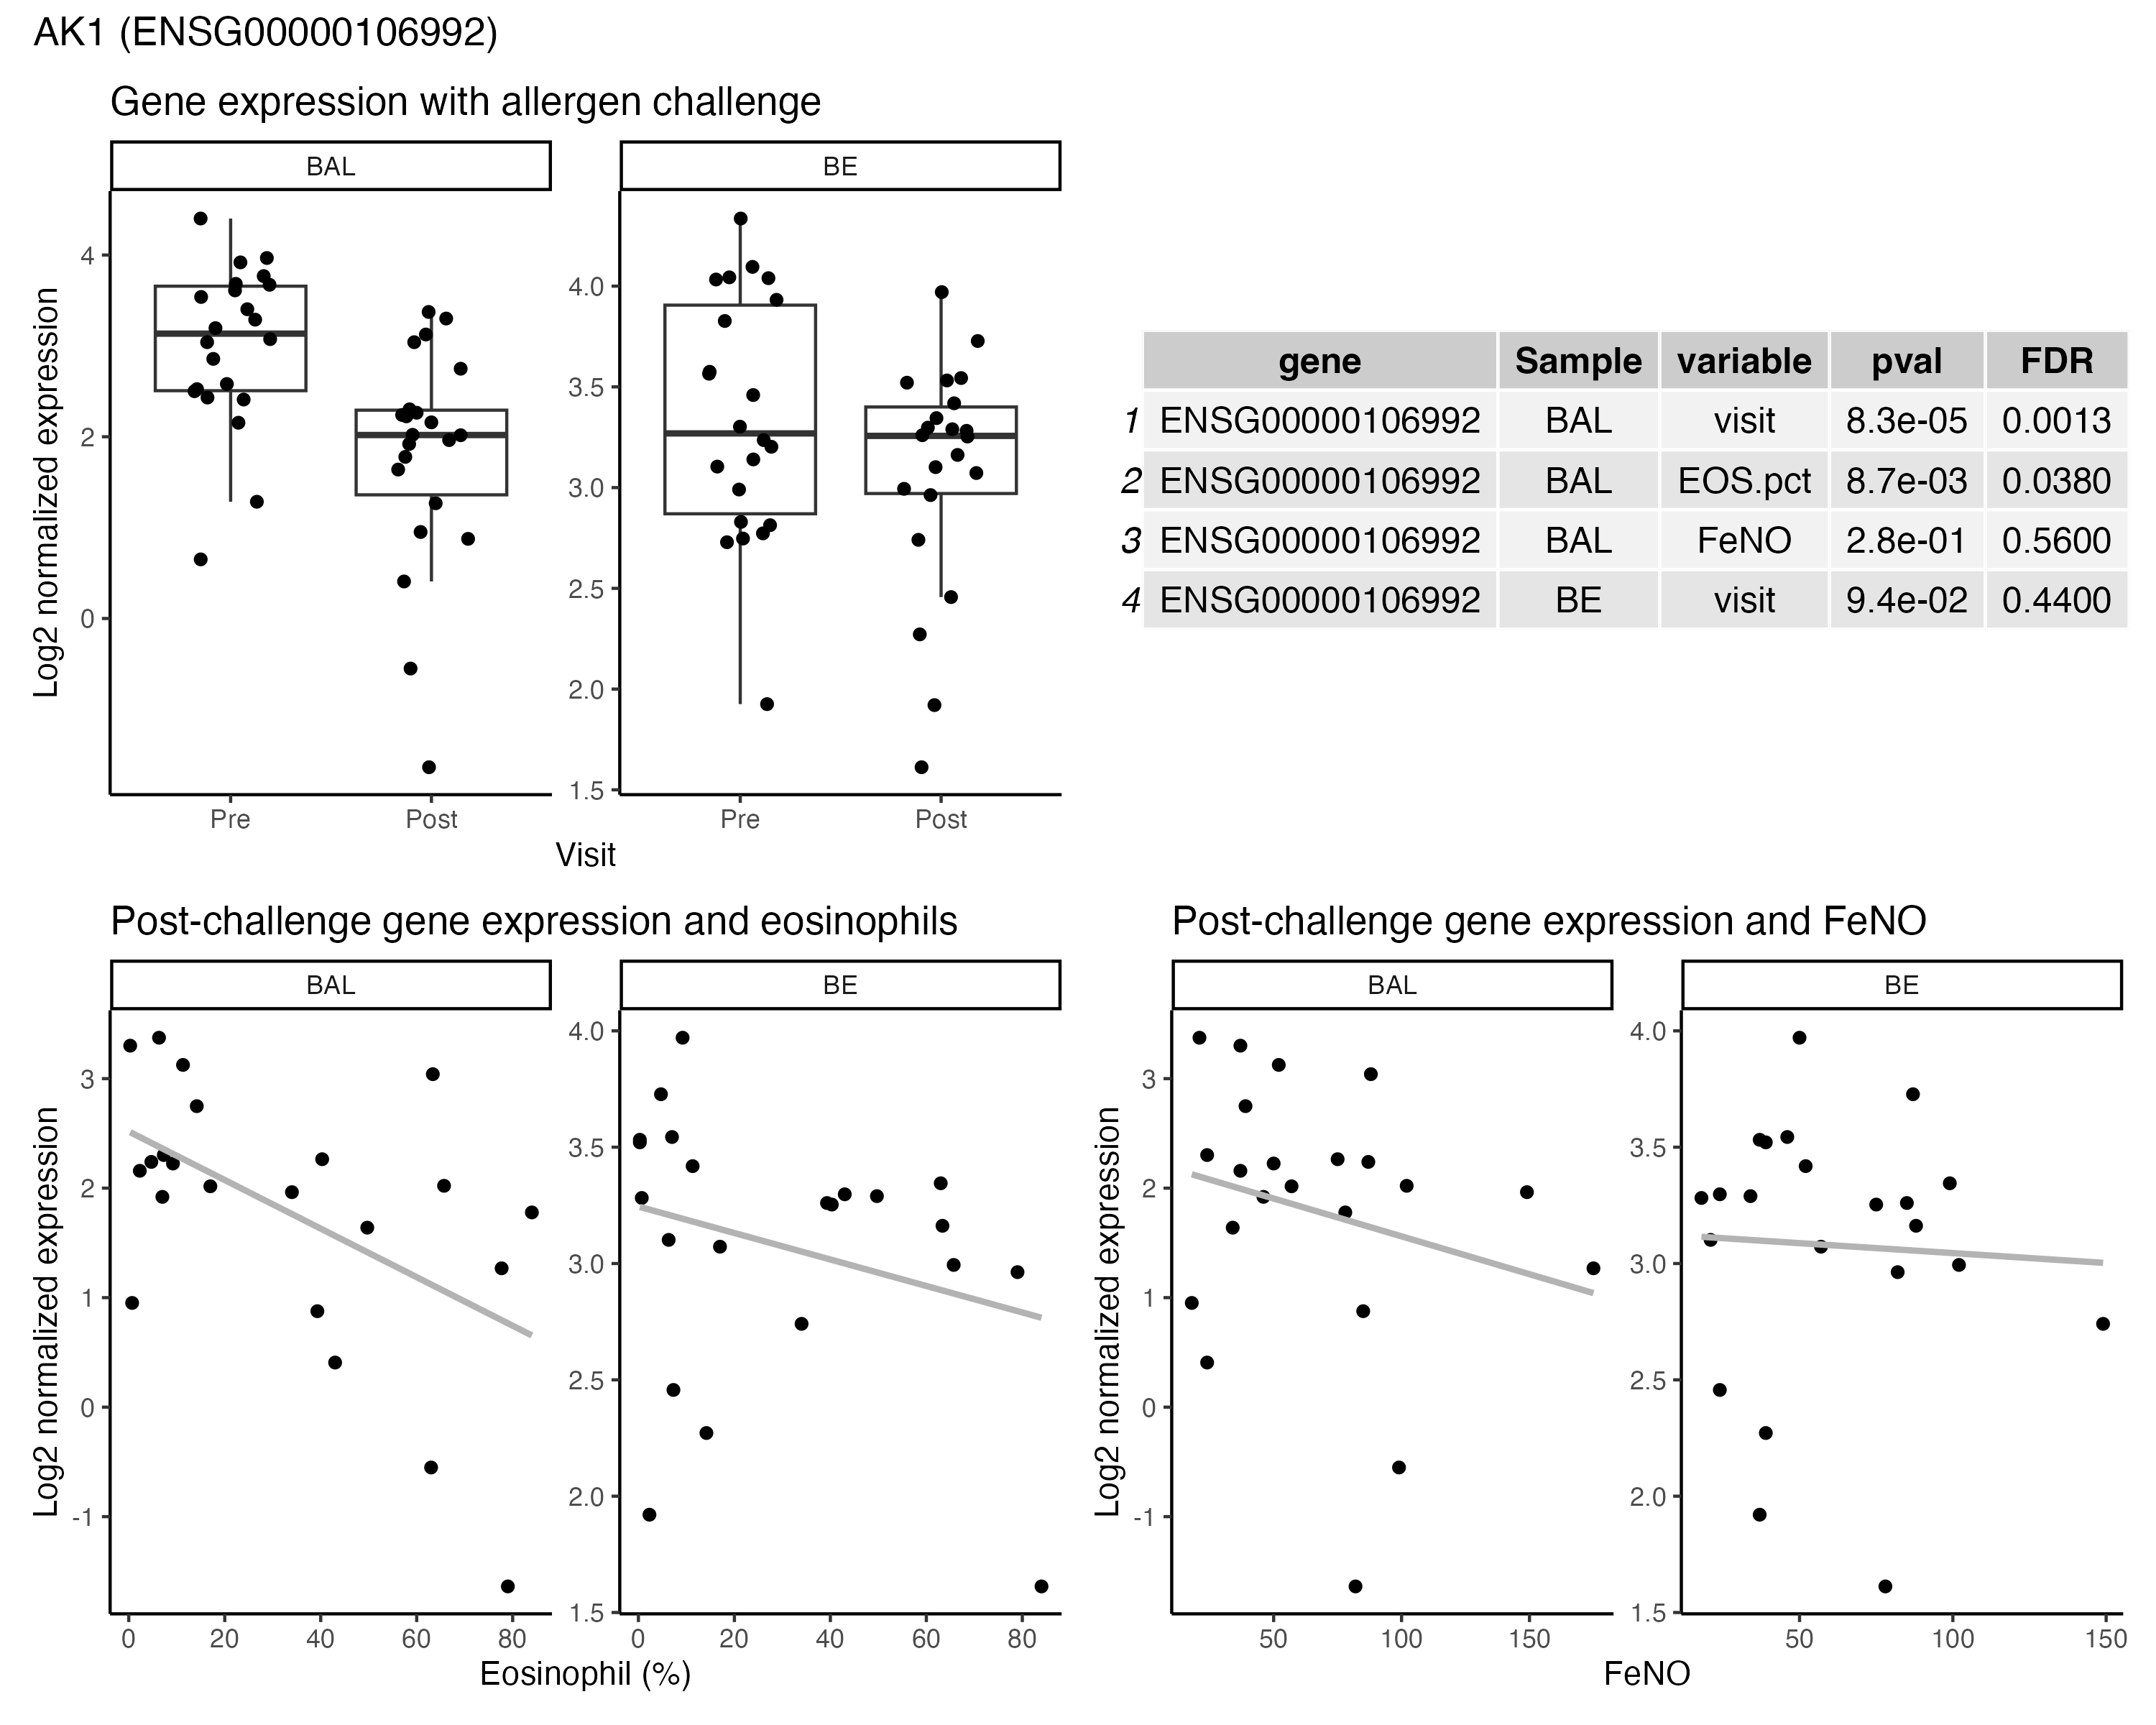 AK1 (ENSG00000106992)
Gene expression with allergen challenge
BAL
BE
Log2 normalized expression
4
2
0
4.0
3.5
3.0
2.5
2.0
1.5
Pre
Post
Pre
Post
Visit
gene Sample variable pval FDR
1 ENSG00000106992 BAL visit 8.3e-05 0.0013
2 ENSG00000106992 BAL EOS.pct 8.7e-03 0.0380
3 ENSG00000106992 BAL FeNO 2.8e-01 0.5600
4 ENSG00000106992 BE visit 9.4e-02 0.4400
Post-challenge gene expression and eosinophils
BAL
BE
Log2 normalized expression
3
2
1
0
-1
4.0
3.5
3.0
2.5
2.0
1.5
0 20 40 60 80
0 20 40 60 80
Eosinophil (%)
Post-challenge gene expression and FeNO
BAL
BE
Log2 normalized expression
3
2
1
0
-1
4.0
3.5
3.0
2.5
2.0
1.5
50 100 150
50 100 150
FeNO